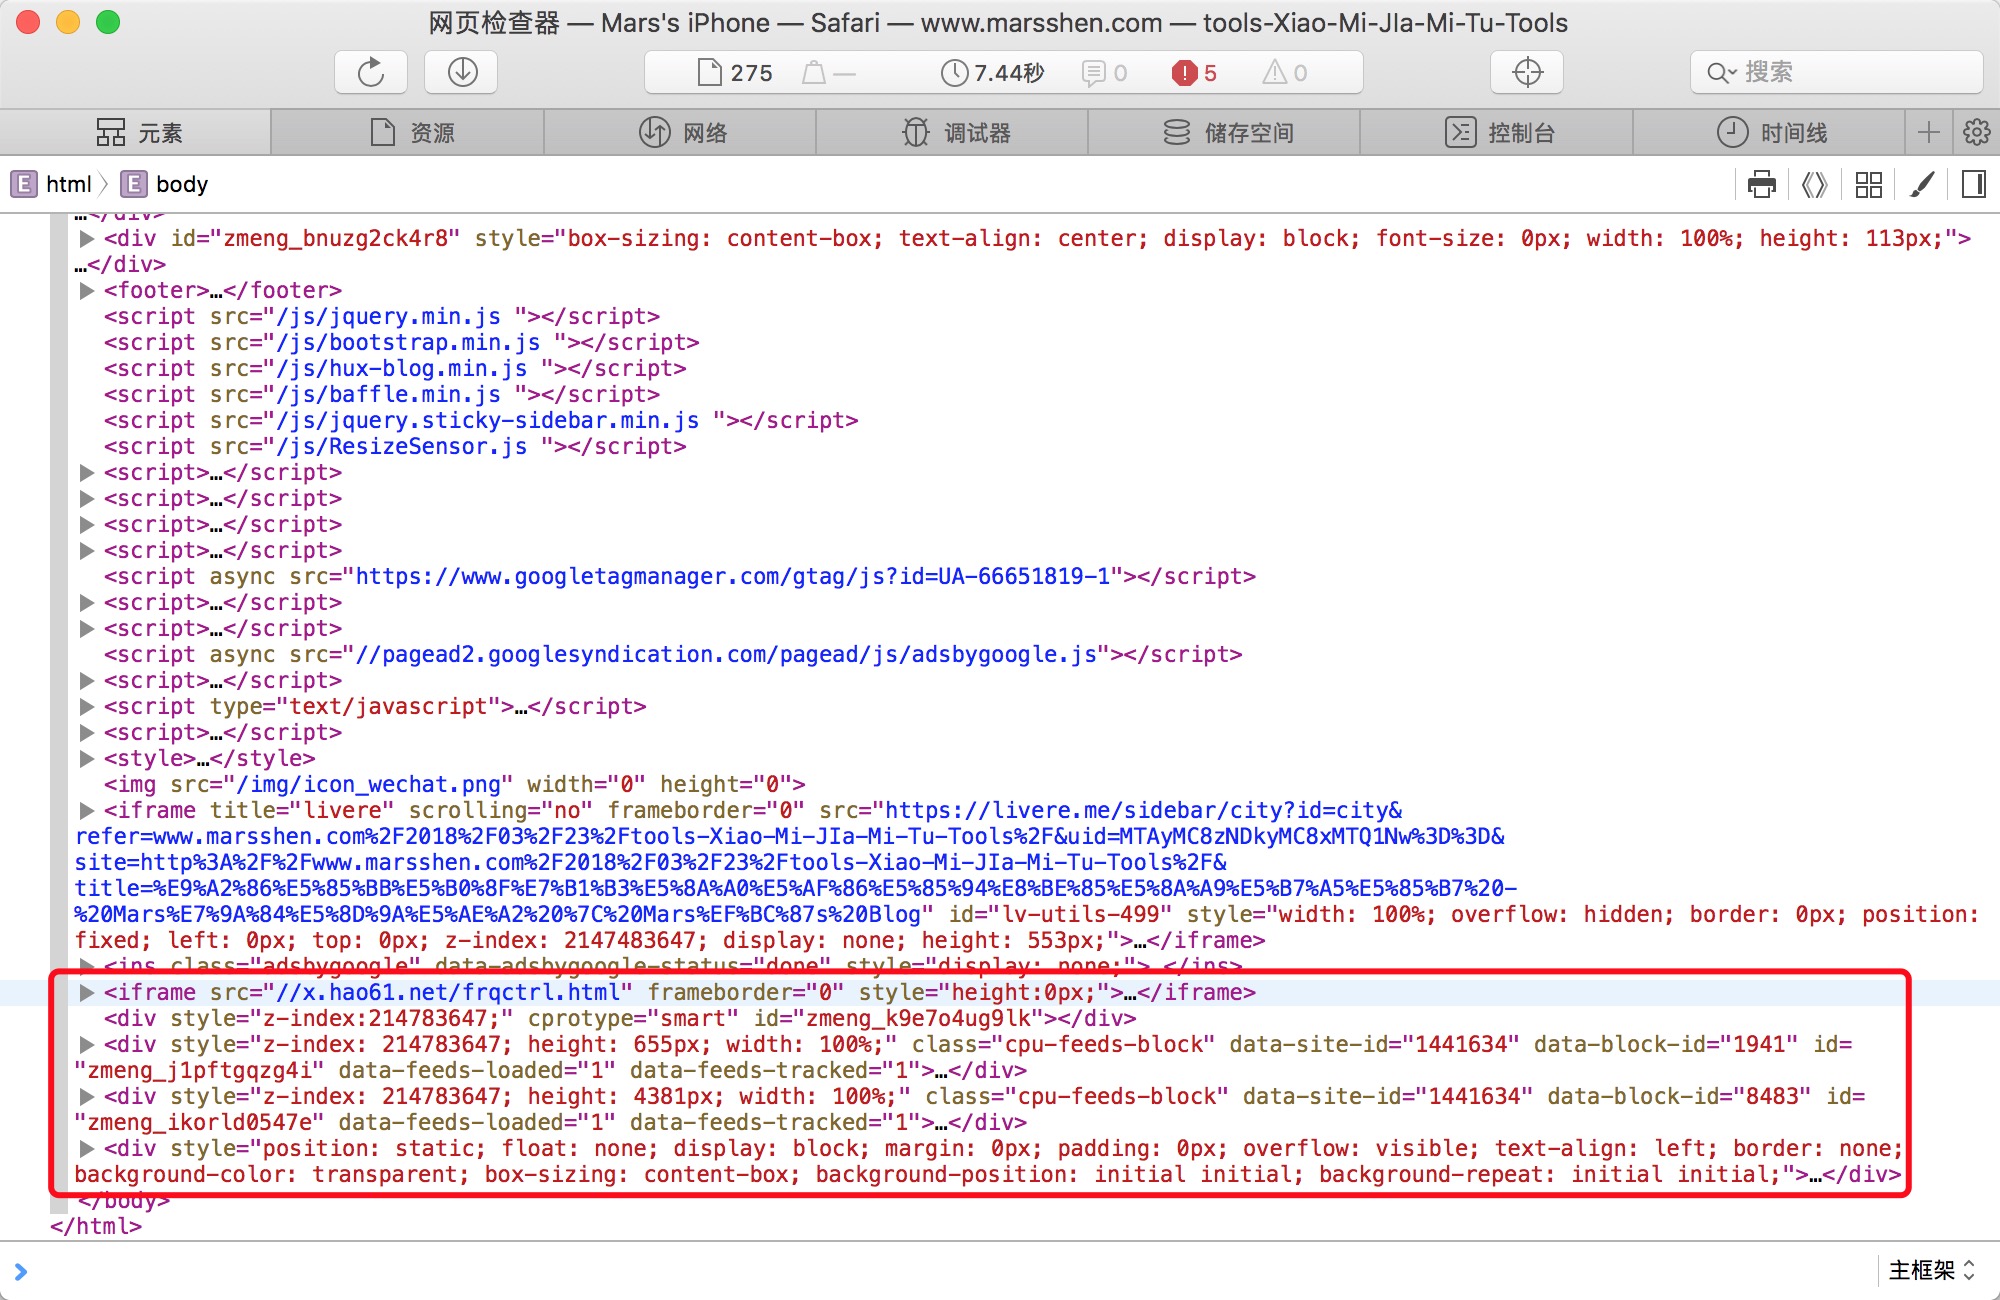 网页检查器 — Mars's iPhone — Safari — www.marsshen.com — tools-Xiao-Mi-JIa-Mi-Tu-Tools
275 — 7.44秒 0 5 0 搜索
元素 资源 网络 调试器 储存空间 控制台 时间线
E html E body
…</div>
<div id="zmeng_bnuzg2ck4r8" style="box-sizing: content-box; text-align: center; display: block; font-size: 0px; width: 100%; height: 113px;">
…</div>
<footer>…</footer>
<script src="/js/jquery.min.js "></script>
<script src="/js/bootstrap.min.js "></script>
<script src="/js/hux-blog.min.js "></script>
<script src="/js/baffle.min.js "></script>
<script src="/js/jquery.sticky-sidebar.min.js "></script>
<script src="/js/ResizeSensor.js "></script>
<script>…</script>
<script>…</script>
<script>…</script>
<script>…</script>
<script async src="https://www.googletagmanager.com/gtag/js?id=UA-66651819-1"></script>
<script>…</script>
<script>…</script>
<script async src="//pagead2.googlesyndication.com/pagead/js/adsbygoogle.js"></script>
<script>…</script>
<script type="text/javascript">…</script>
<script>…</script>
<style>…</style>
<img src="/img/icon_wechat.png" width="0" height="0">
<iframe title="livere" scrolling="no" frameborder="0" src="https://livere.me/sidebar/city?id=city&
refer=www.marsshen.com%2F2018%2F03%2F23%2Ftools-Xiao-Mi-JIa-Mi-Tu-Tools%2F&uid=MTAyMC8zNDkyMC8xMTQ1Nw%3D%3D&
site=http%3A%2F%2Fwww.marsshen.com%2F2018%2F03%2F23%2Ftools-Xiao-Mi-JIa-Mi-Tu-Tools%2F&
title=%E9%A2%86%E5%85%BB%E5%B0%8F%E7%B1%B3%E5%8A%A0%E5%AF%86%E5%85%94%E8%BE%85%E5%8A%A9%E5%B7%A5%E5%85%B7%20-
%20Mars%E7%9A%84%E5%8D%9A%E5%AE%A2%20%7C%20Mars%EF%BC%87s%20Blog" id="lv-utils-499" style="width: 100%; overflow: hidden; border: 0px; position:
fixed; left: 0px; top: 0px; z-index: 2147483647; display: none; height: 553px;">…</iframe>
<ins class="adsbygoogle" data-adsbygoogle-status="done" style="display: none;">…</ins>
<iframe src="//x.hao61.net/frqctrl.html" frameborder="0" style="height:0px;">…</iframe>
<div style="z-index:214783647;" cprotype="smart" id="zmeng_k9e7o4ug9lk"></div>
<div style="z-index: 214783647; height: 655px; width: 100%;" class="cpu-feeds-block" data-site-id="1441634" data-block-id="1941" id=
"zmeng_j1pftgqzg4i" data-feeds-loaded="1" data-feeds-tracked="1">…</div>
<div style="z-index: 214783647; height: 4381px; width: 100%;" class="cpu-feeds-block" data-site-id="1441634" data-block-id="8483" id=
"zmeng_ikorld0547e" data-feeds-loaded="1" data-feeds-tracked="1">…</div>
<div style="position: static; float: none; display: block; margin: 0px; padding: 0px; overflow: visible; text-align: left; border: none;
background-color: transparent; box-sizing: content-box; background-position: initial initial; background-repeat: initial initial;">…</div>
</body>
</html>
主框架